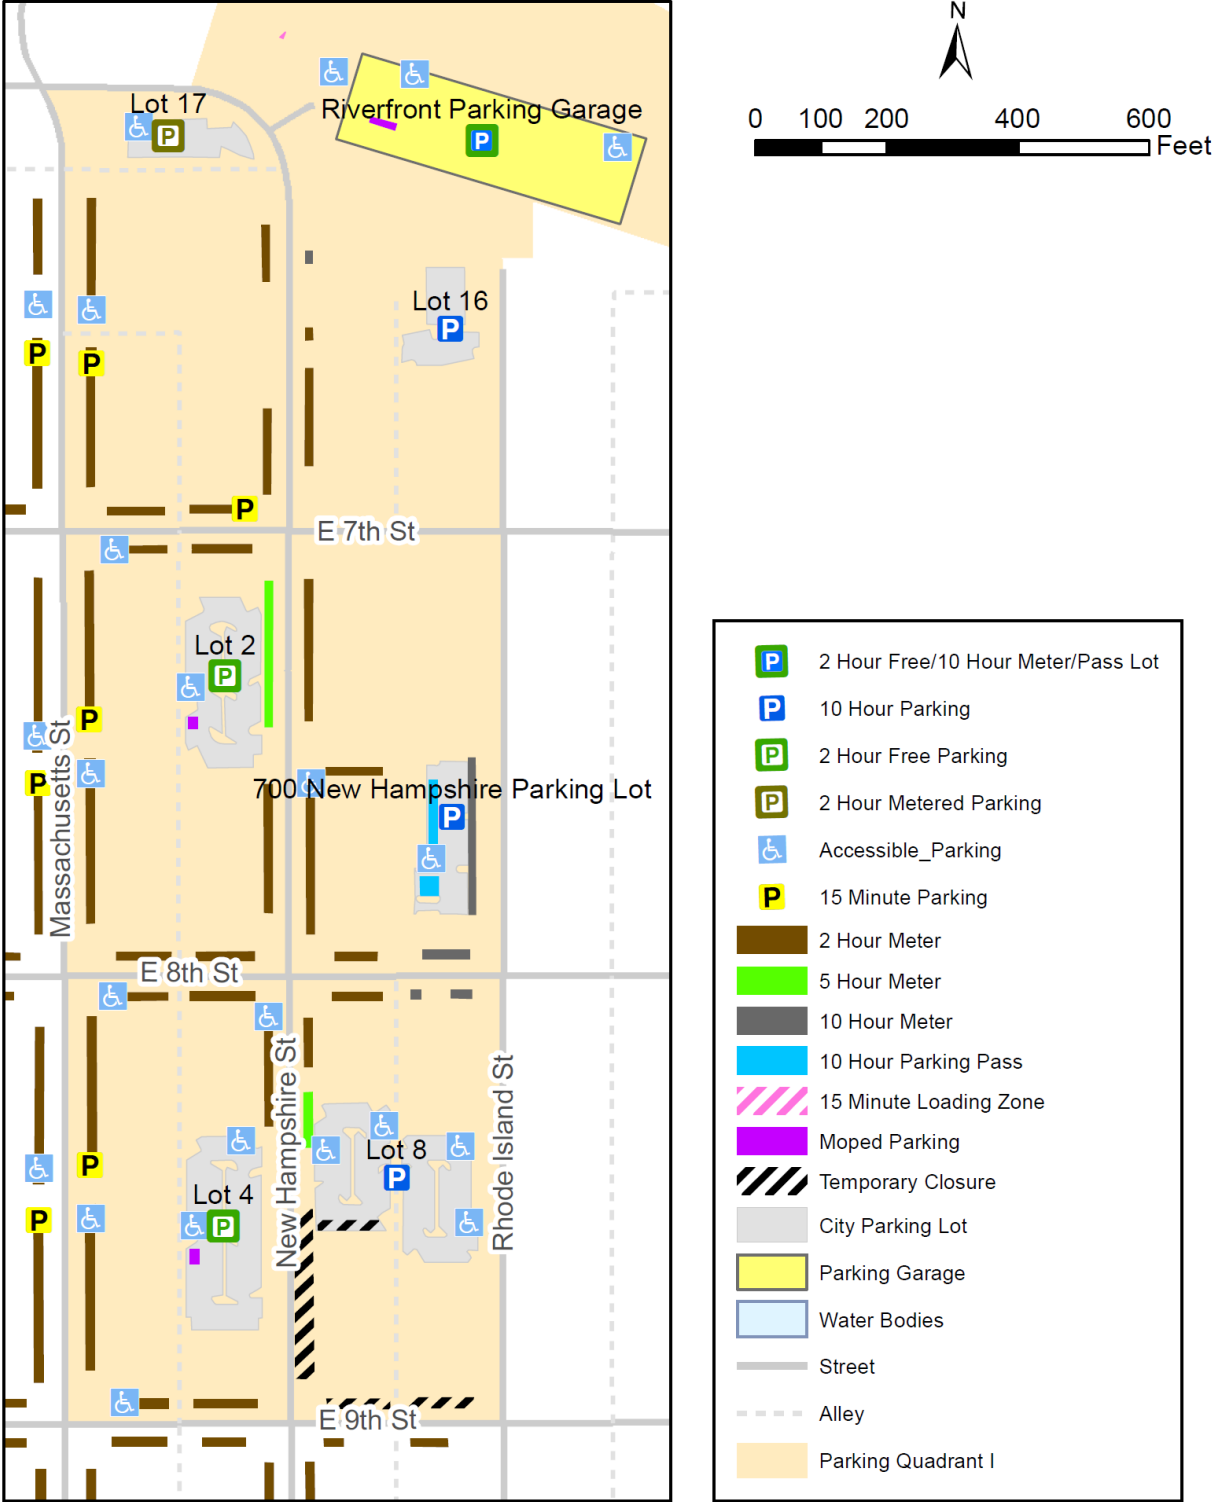 N
0 100 200 400 600
Feet
Lot 17
Riverfront Parking Garage
P
P
Lot 16
P
P
P
P
E 7th St
Lot 2
P
P
Massachusetts St
P
700 New Hampshire Parking Lot
P
E 8th St
New Hampshire St
Rhode Island St
Lot 8
P
P
Lot 4
P
P
E 9th St
P 2 Hour Free/10 Hour Meter/Pass Lot
P 10 Hour Parking
P 2 Hour Free Parking
P 2 Hour Metered Parking
Accessible_Parking
P 15 Minute Parking
2 Hour Meter
5 Hour Meter
10 Hour Meter
10 Hour Parking Pass
15 Minute Loading Zone
Moped Parking
Temporary Closure
City Parking Lot
Parking Garage
Water Bodies
Street
Alley
Parking Quadrant I